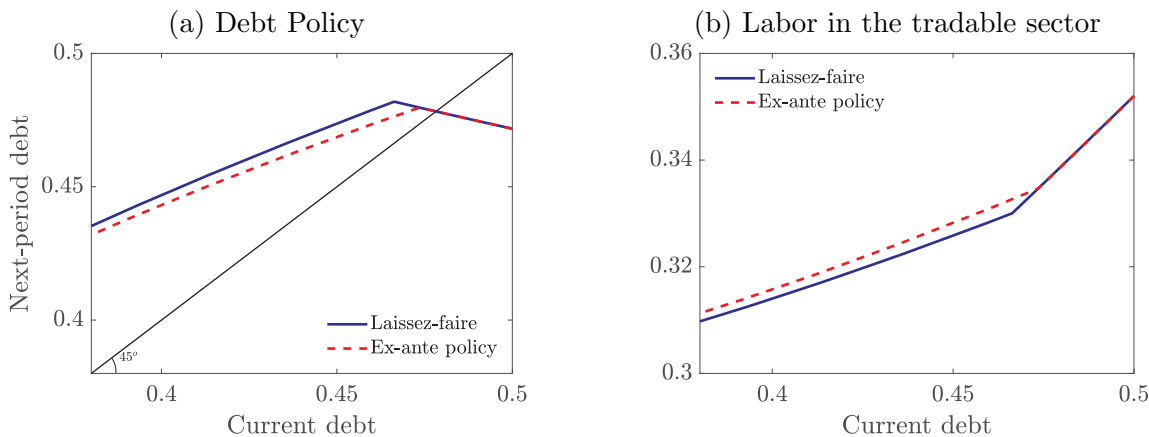 (a) Debt Policy
0.5
0.45
0.4
Next-period debt
45º
Laissez-faire
Ex-ante policy
0.4 0.45 0.5
Current debt
(b) Labor in the tradable sector
0.36
0.34
0.32
0.3
Laissez-faire
Ex-ante policy
0.4 0.45 0.5
Current debt